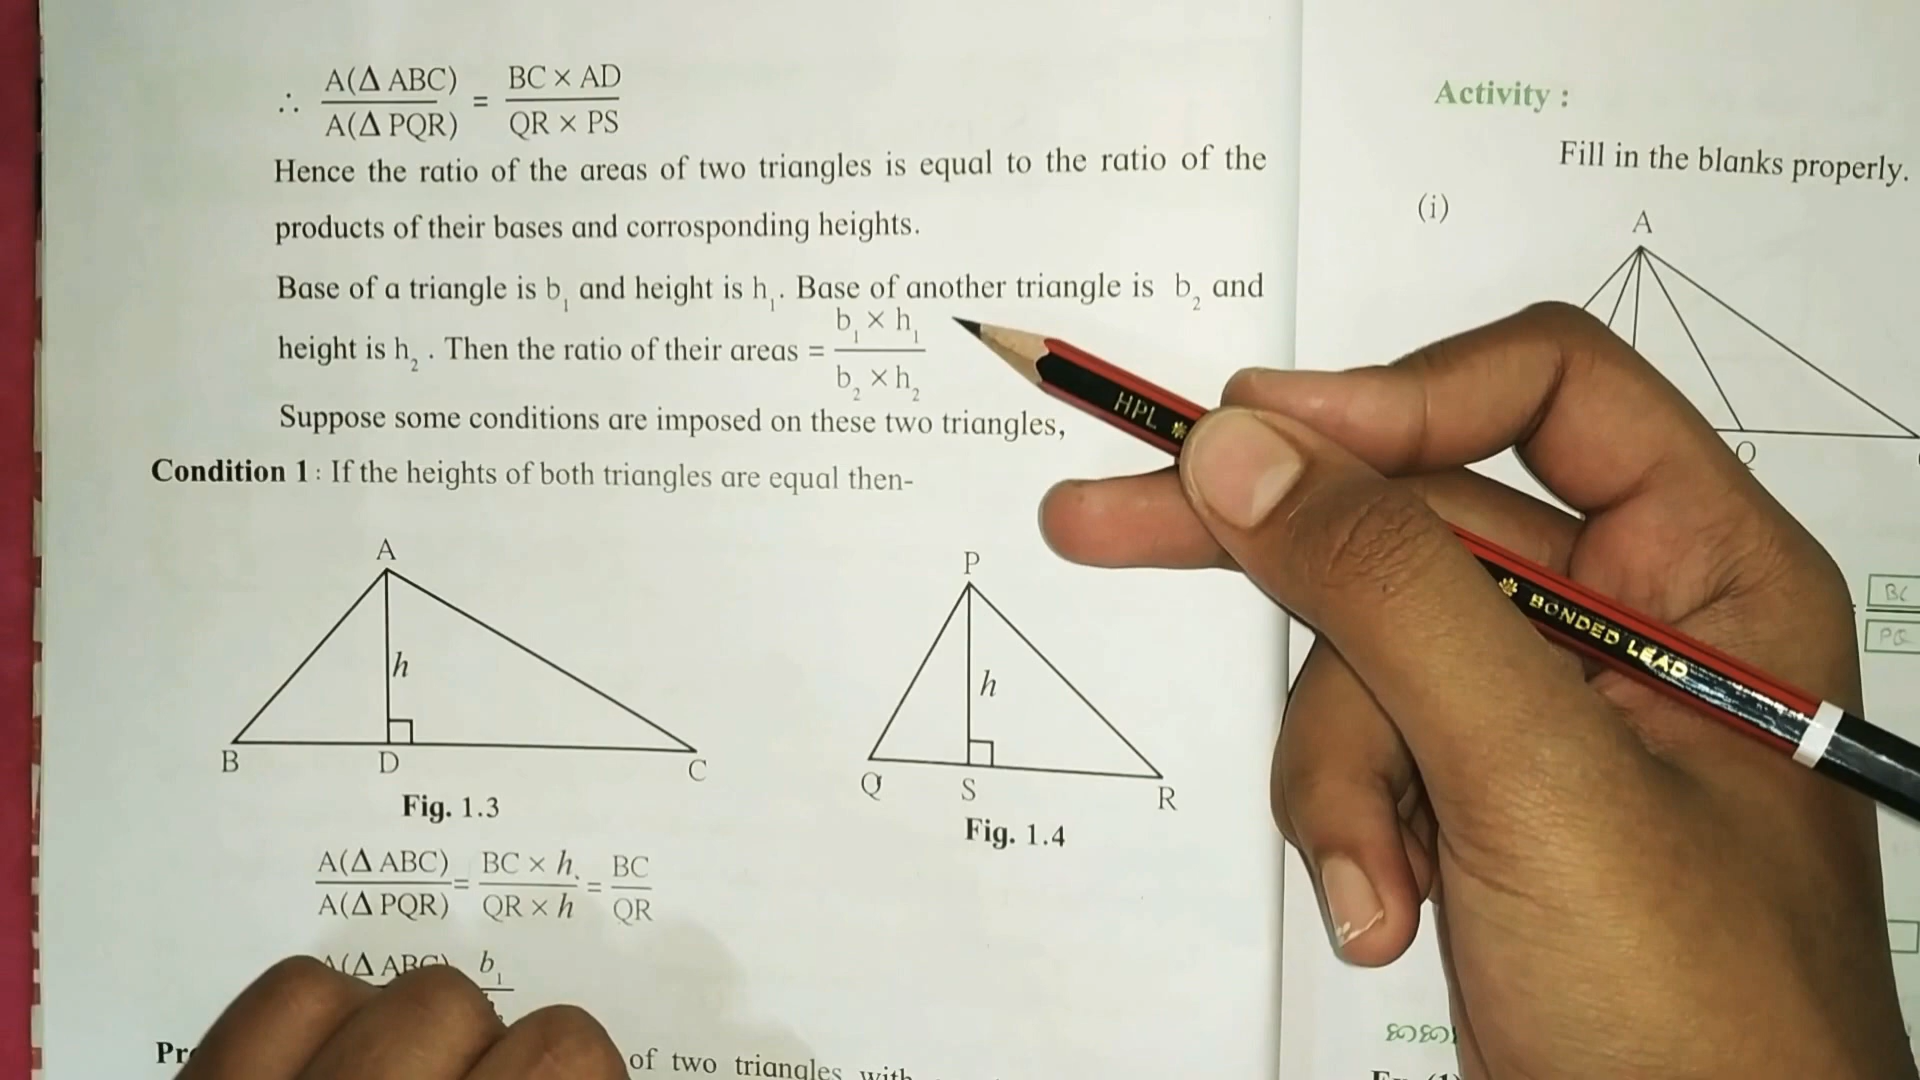 ∴ A(Δ ABC) / A(Δ PQR) = BC × AD / QR × PS
Hence the ratio of the areas of two triangles is equal to the ratio of the
products of their bases and corrosponding heights.
Base of a triangle is b₁ and height is h₁. Base of another triangle is b₂ and
height is h₂. Then the ratio of their areas = b₁ × h₁ / b₂ × h₂
Suppose some conditions are imposed on these two triangles,
Condition 1 : If the heights of both triangles are equal then-
A
h
B D C
Fig. 1.3
P
h
Q S R
Fig. 1.4
A(Δ ABC) / A(Δ PQR) = BC × h / QR × h = BC / QR
A(Δ ABC) b₁
of two triangles with
Activity :
Fill in the blanks properly.
(i)
A
Q
BC
PQ
HPL
BONDED LEAD